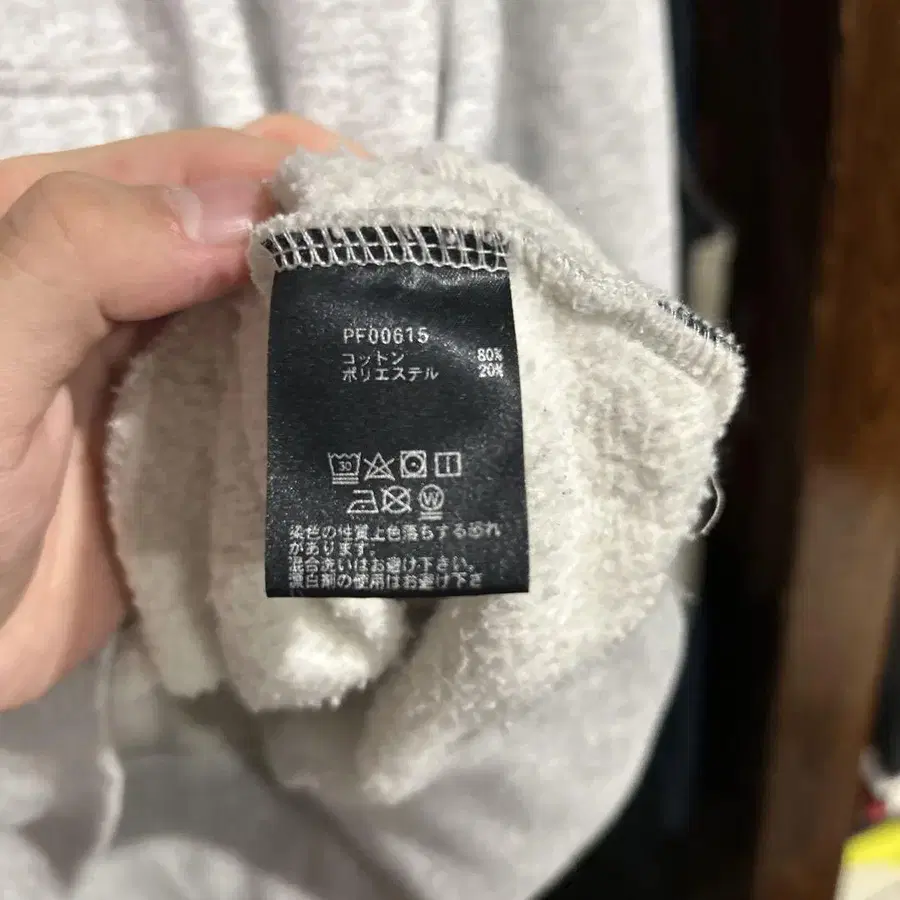 PF00615
コットン 80%
ポリエステル 20%
30
W
染色の性質上色落ちする恐れ
があります。
混合洗いはお避け下さい。
漂白剤の使用はお避け下さ